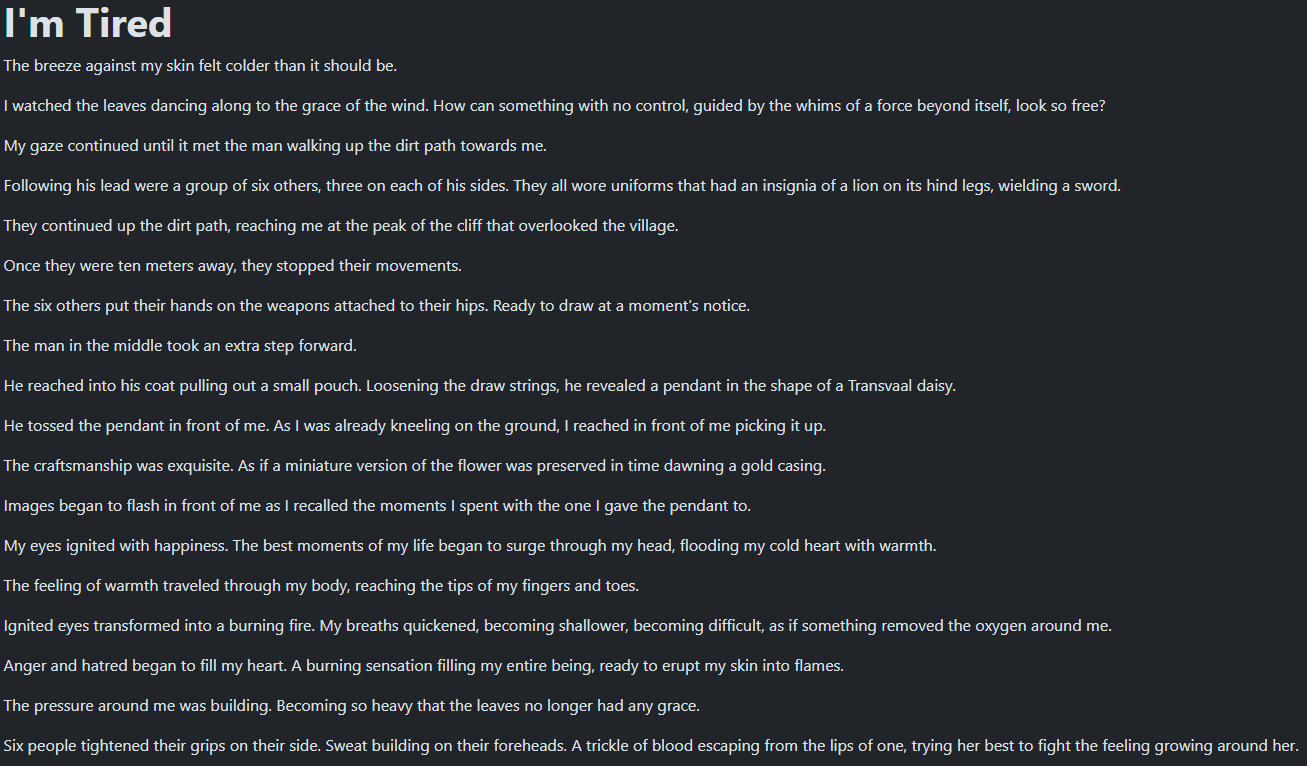 I'm Tired
The breeze against my skin felt colder than it should be.
I watched the leaves dancing along to the grace of the wind. How can something with no control, guided by the whims of a force beyond itself, look so free?
My gaze continued until it met the man walking up the dirt path towards me.
Following his lead were a group of six others, three on each of his sides. They all wore uniforms that had an insignia of a lion on its hind legs, wielding a sword.
They continued up the dirt path, reaching me at the peak of the cliff that overlooked the village.
Once they were ten meters away, they stopped their movements.
The six others put their hands on the weapons attached to their hips. Ready to draw at a moment's notice.
The man in the middle took an extra step forward.
He reached into his coat pulling out a small pouch. Loosening the draw strings, he revealed a pendant in the shape of a Transvaal daisy.
He tossed the pendant in front of me. As I was already kneeling on the ground, I reached in front of me picking it up.
The craftsmanship was exquisite. As if a miniature version of the flower was preserved in time dawning a gold casing.
Images began to flash in front of me as I recalled the moments I spent with the one I gave the pendant to.
My eyes ignited with happiness. The best moments of my life began to surge through my head, flooding my cold heart with warmth.
The feeling of warmth traveled through my body, reaching the tips of my fingers and toes.
Ignited eyes transformed into a burning fire. My breaths quickened, becoming shallower, becoming difficult, as if something removed the oxygen around me.
Anger and hatred began to fill my heart. A burning sensation filling my entire being, ready to erupt my skin into flames.
The pressure around me was building. Becoming so heavy that the leaves no longer had any grace.
Six people tightened their grips on their side. Sweat building on their foreheads. A trickle of blood escaping from the lips of one, trying her best to fight the feeling growing around her.